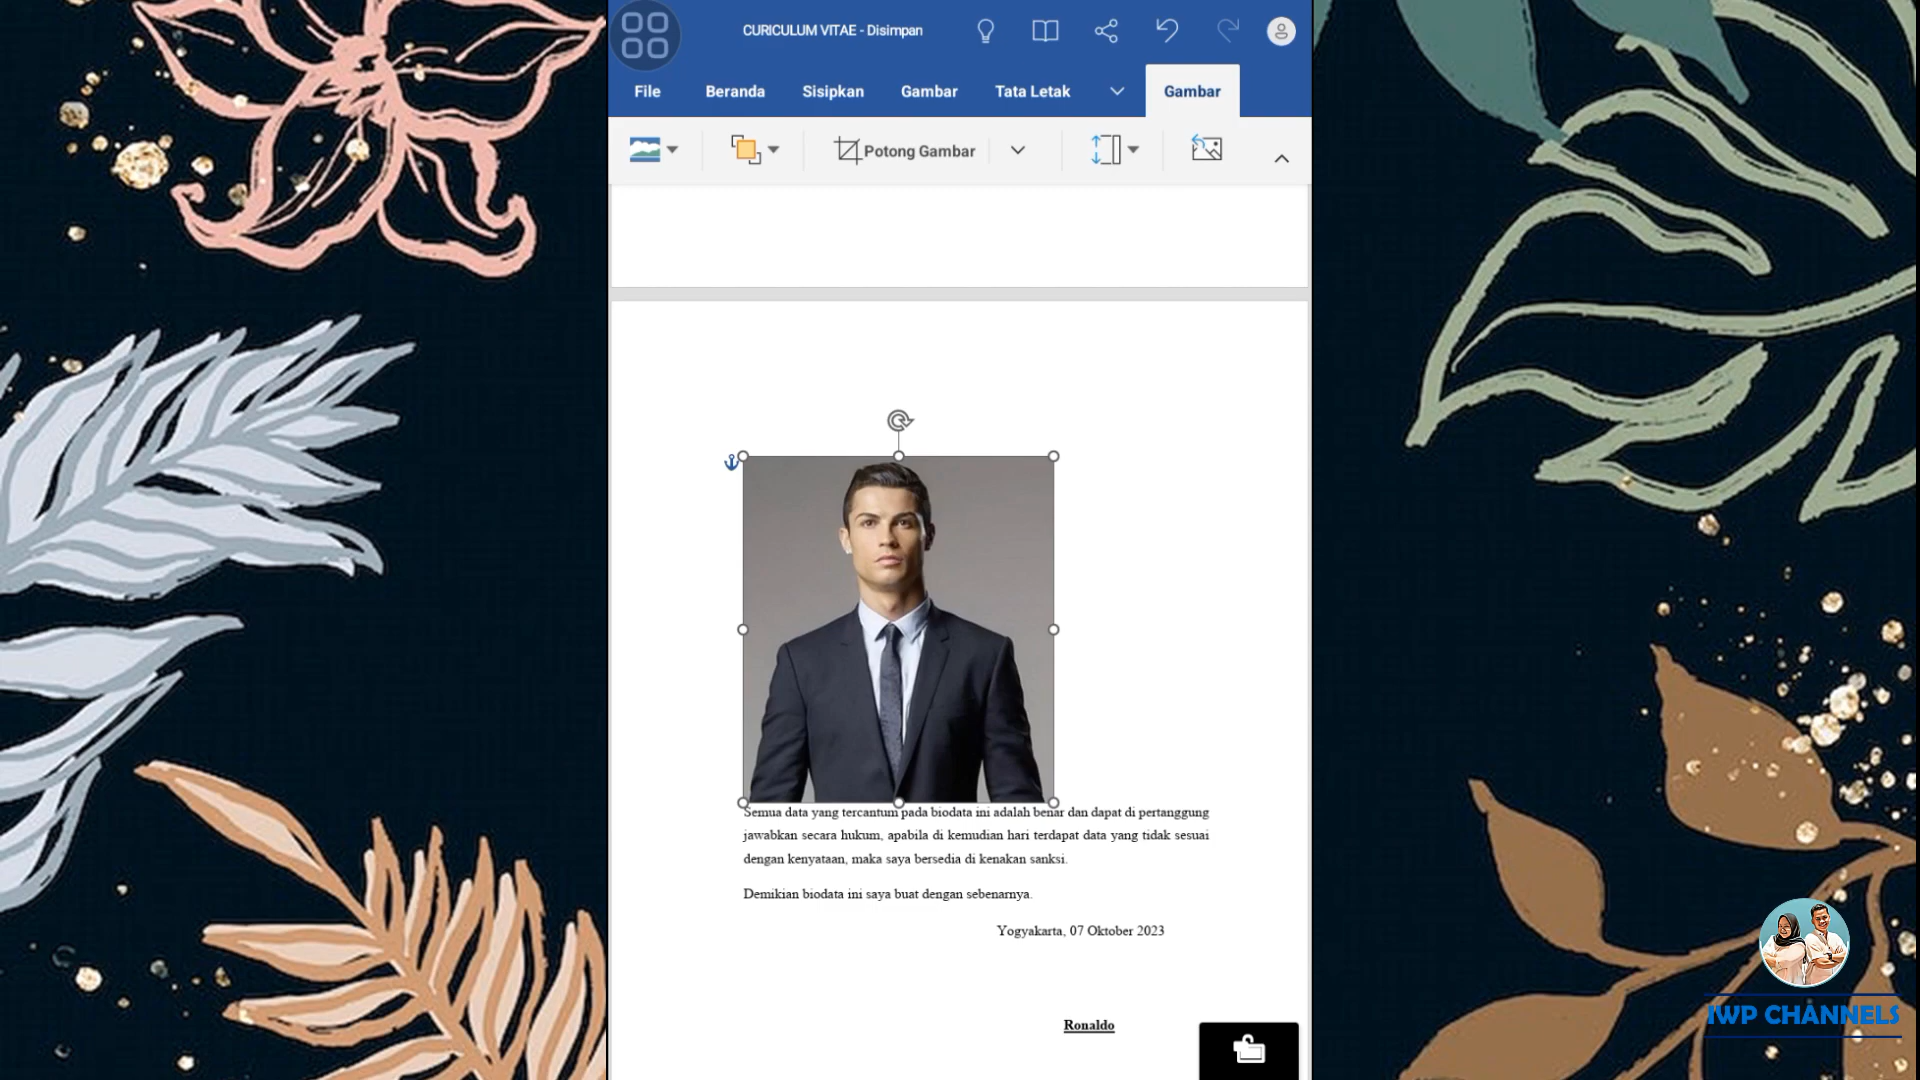 CURICULUM VITAE - Disimpan
File Beranda Sisipkan Gambar Tata Letak Gambar
Potong Gambar
Semua data yang tercantum pada biodata ini adalah benar dan dapat di pertanggung
jawabkan secara hukum, apabila di kemudian hari terdapat data yang tidak sesuai
dengan kenyataan, maka saya bersedia di kenakan sanksi.
Demikian biodata ini saya buat dengan sebenarnya.
Yogyakarta, 07 Oktober 2023
Ronaldo
IWP CHANNELS